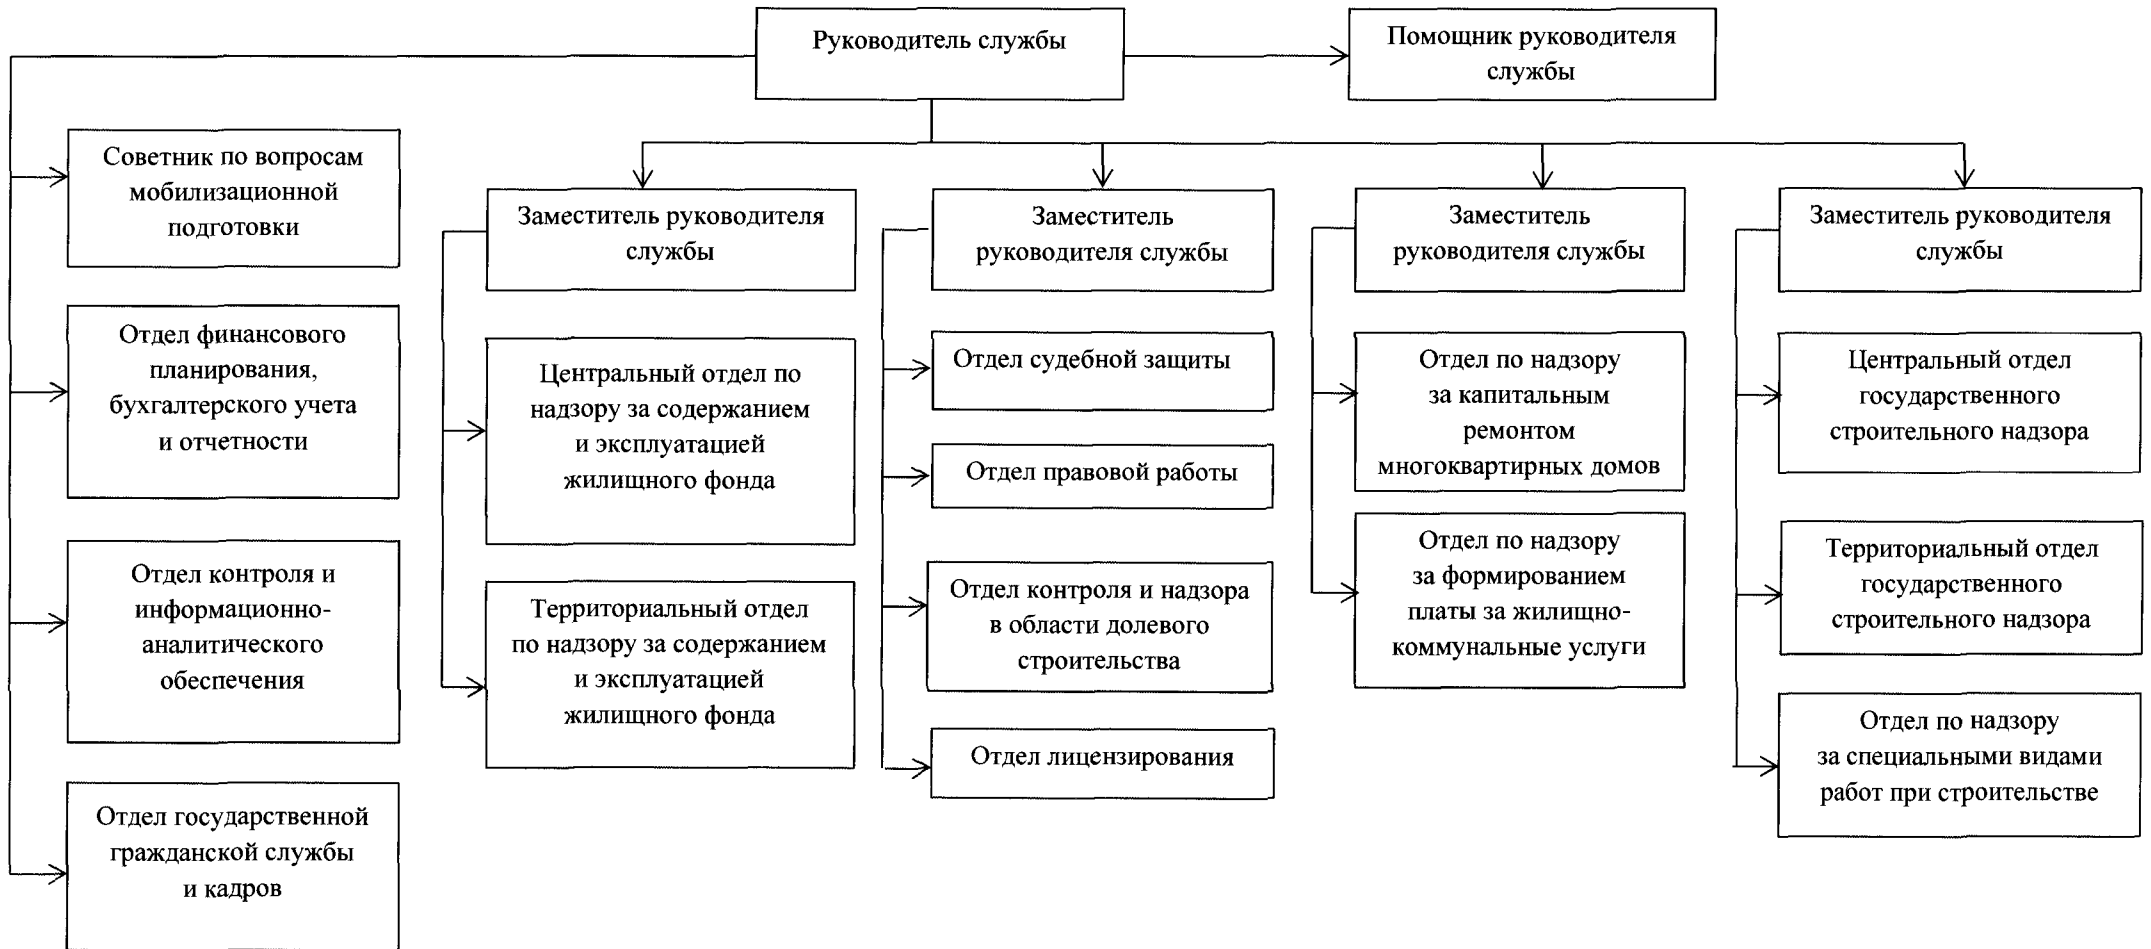 Руководитель службы
Помощник руководителя
службы
Советник по вопросам
мобилизационной
подготовки
Отдел финансового
планирования,
бухгалтерского учета
и отчетности
Отдел контроля и
информационно-
аналитического
обеспечения
Отдел государственной
гражданской службы
и кадров
Заместитель руководителя
службы
Центральный отдел по
надзору за содержанием
и эксплуатацией
жилищного фонда
Территориальный отдел
по надзору за содержанием
и эксплуатацией
жилищного фонда
Заместитель
руководителя службы
Отдел судебной защиты
Отдел правовой работы
Отдел контроля и надзора
в области долевого
строительства
Отдел лицензирования
Заместитель
руководителя службы
Отдел по надзору
за капитальным
ремонтом
многоквартирных домов
Отдел по надзору
за формированием
платы за жилищно-
коммунальные услуги
Заместитель руководителя
службы
Центральный отдел
государственного
строительного надзора
Территориальный отдел
государственного
строительного надзора
Отдел по надзору
за специальными видами
работ при строительстве